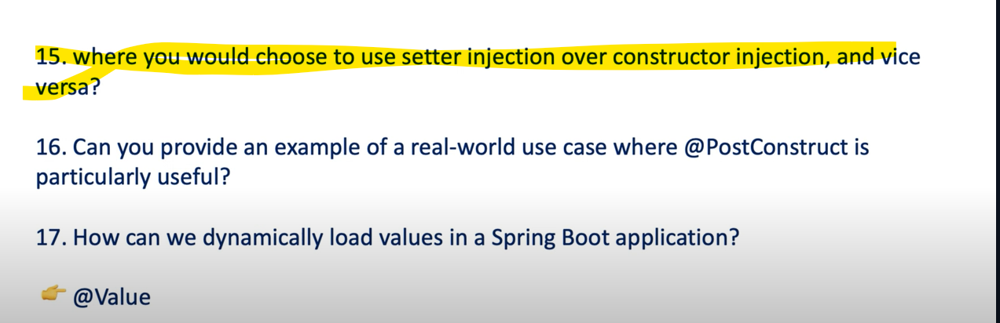 15. where you would choose to use setter injection over constructor injection, and vice
versa?
16. Can you provide an example of a real-world use case where @PostConstruct is
particularly useful?
17. How can we dynamically load values in a Spring Boot application?
👉 @Value